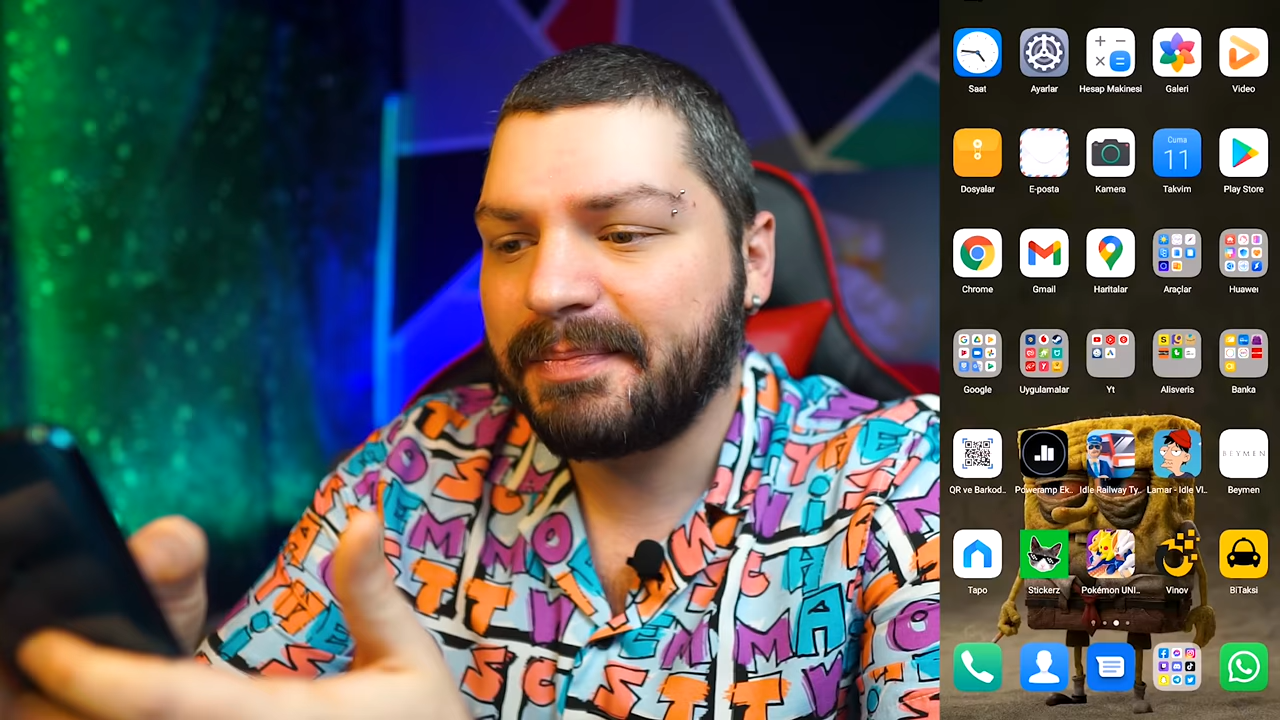 Saat Ayarlar Hesap Makinesi Galeri Video
Cuma
11
Dosyalar E-posta Kamera Takvim Play Store
Chrome Gmail Haritalar Araçlar Huawei
Google Uygulamalar Yt Alisveris Banka
BEYMEN
QR ve Barkod.. Poweramp Ek.. Idle Railway Ty.. Lamar - Idle Vl.. Beymen
Tapo Stickerz Pokémon UNI.. Vinov BiTaksi